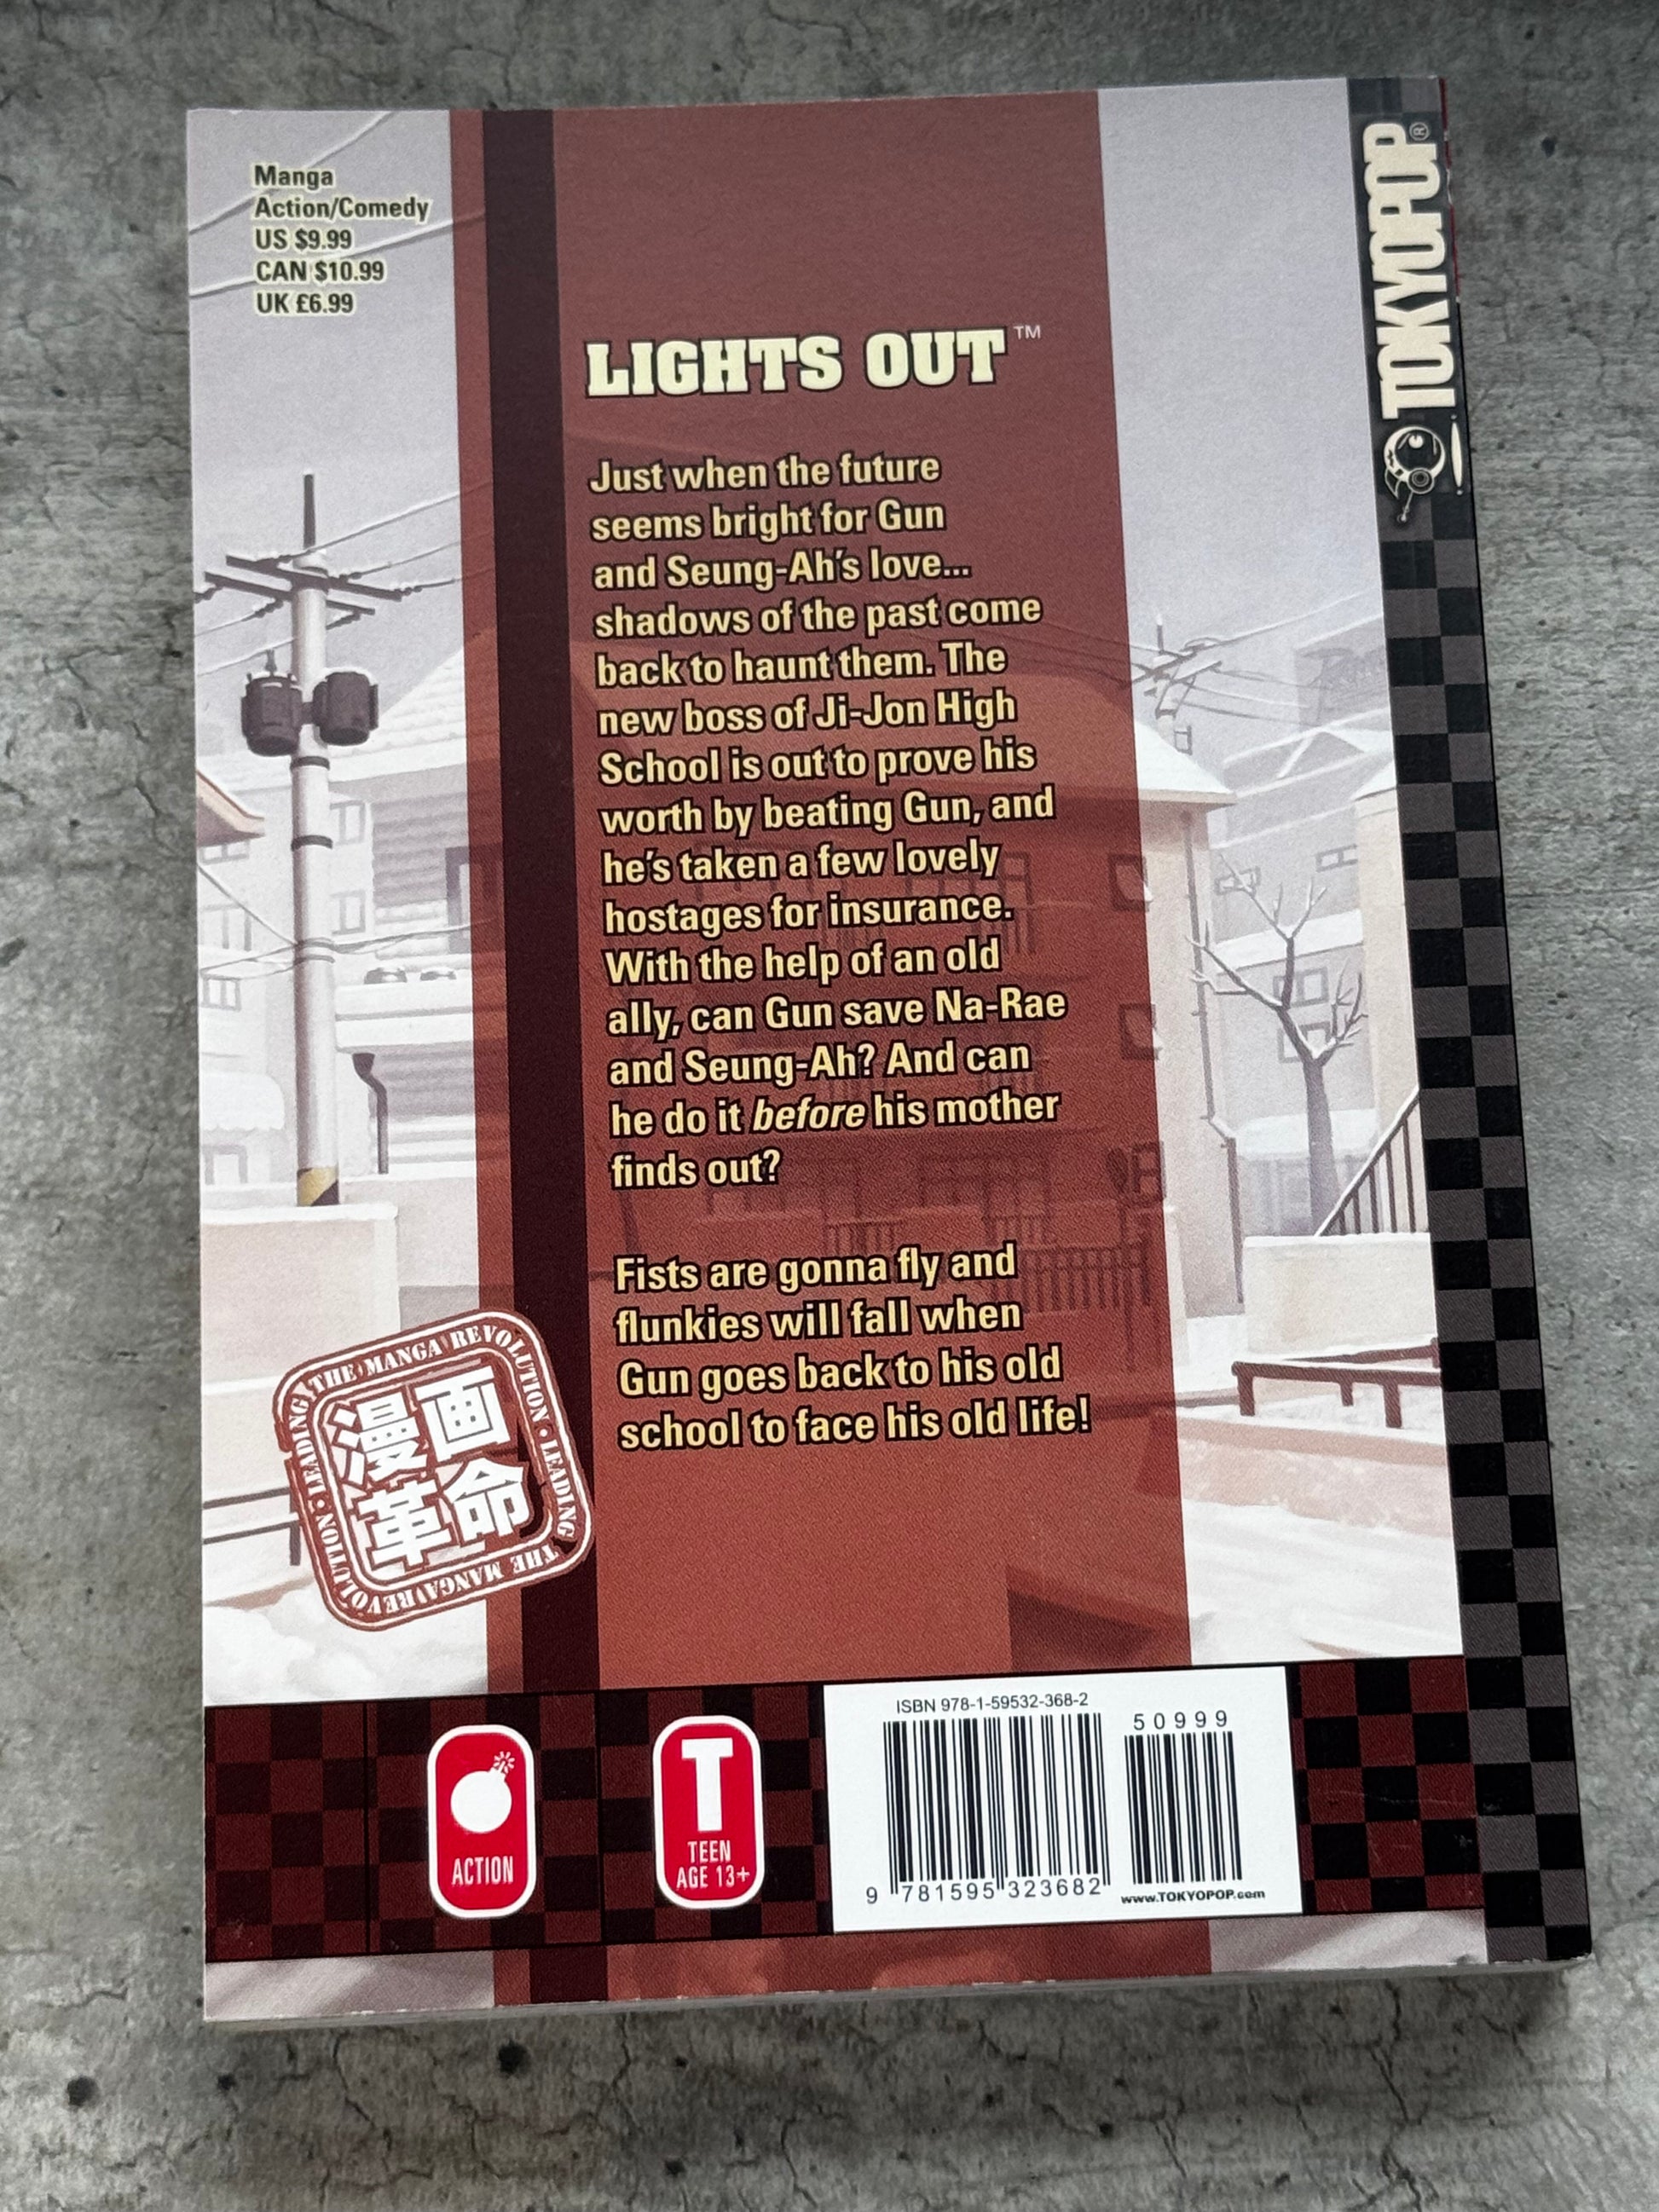 Manga
Action/Comedy
US $9.99
CAN $10.99
UK £6.99
TOKYOPOP®
LIGHTS OUT™
Just when the future
seems bright for Gun
and Seung-Ah's love...
shadows of the past come
back to haunt them. The
new boss of Ji-Jon High
School is out to prove his
worth by beating Gun, and
he's taken a few lovely
hostages for insurance.
With the help of an old
ally, can Gun save Na-Rae
and Seung-Ah? And can
he do it before his mother
finds out?
Fists are gonna fly and
flunkies will fall when
Gun goes back to his old
school to face his old life!
LEADING THE MANGA REVOLUTION • LEADING THE MANGA REVOLUTION •
漫画
革命
ACTION
T
TEEN
AGE 13+
ISBN 978-1-59532-368-2
50999
9 781595 323682
www.TOKYOPOP.com